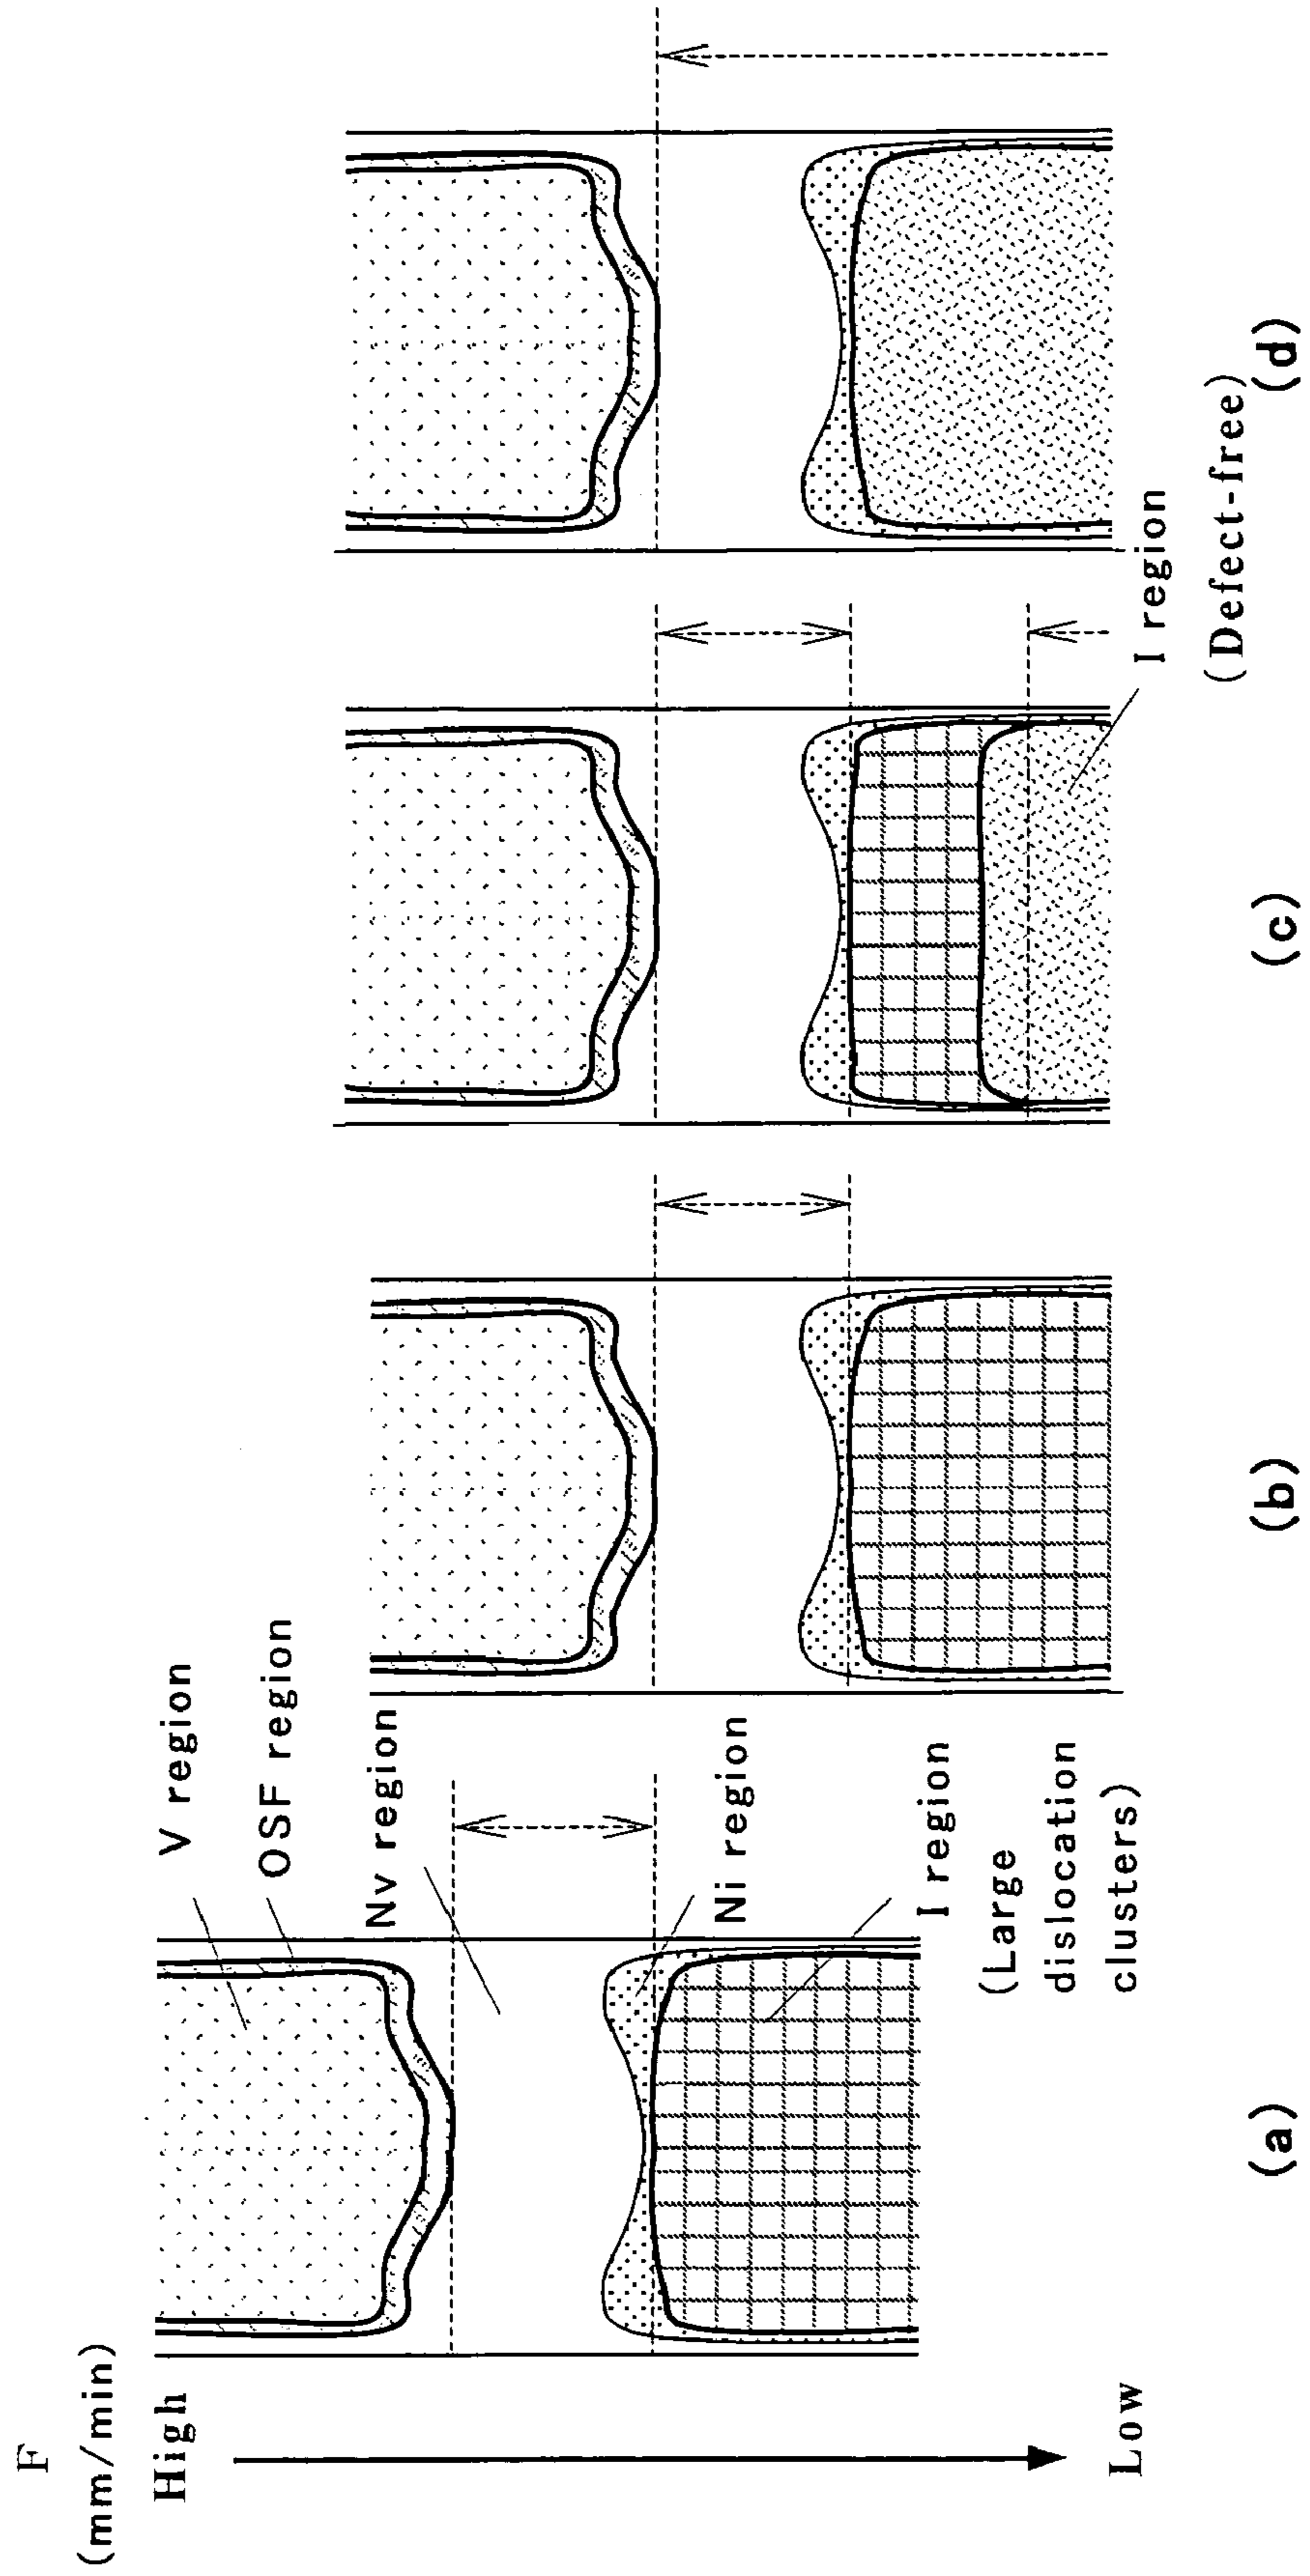 F
(mm/min)
High
Low
V region
OSF region
Nv region
Ni region
I region
(Large
dislocation
clusters)
(a)
(b)
(c)
I region
(Defect-free)
(d)